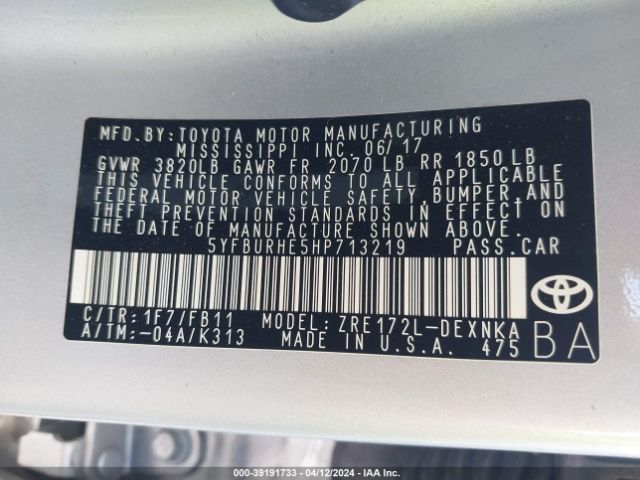 MFD.BY:TOYOTA MOTOR MANUFACTURING
MISSISSIPPI INC. 06/17
GVWR 3820LB GAWR FR 2070 LB RR 1850 LB
THIS VEHICLE CONFORMS TO ALL APPLICABLE
FEDERAL MOTOR VEHICLE SAFETY, BUMPER, AND
THEFT PREVENTION STANDARDS IN EFFECT ON
THE DATE OF MANUFACTURE SHOWN ABOVE.
5YFBURHE5HP713219 PASS.CAR
C/TR:1F7/FB11 MODEL:ZRE172L-DEXNKA
A/TM:-04A/K313 MADE IN U.S.A. 475
BA
000-39191733 - 04/12/2024 - IAA Inc.